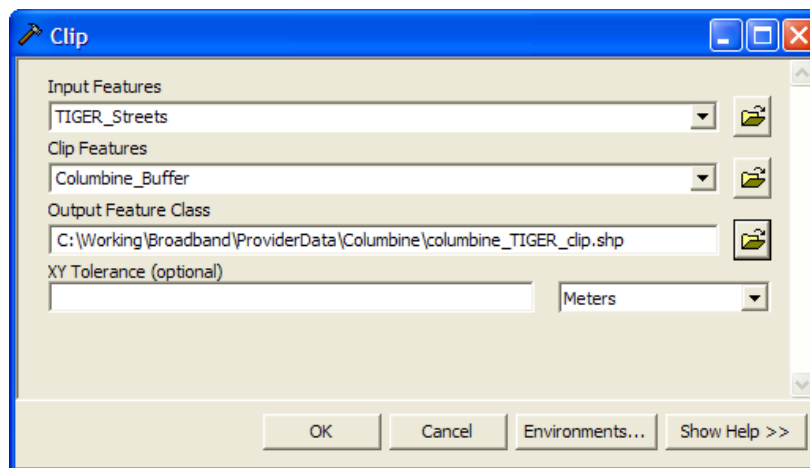 Clip
Input Features
TIGER_Streets
Clip Features
Columbine_Buffer
Output Feature Class
C:\Working\Broadband\ProviderData\Columbine\columbine_TIGER_clip.shp
XY Tolerance (optional)
Meters
OK Cancel Environments... Show Help >>